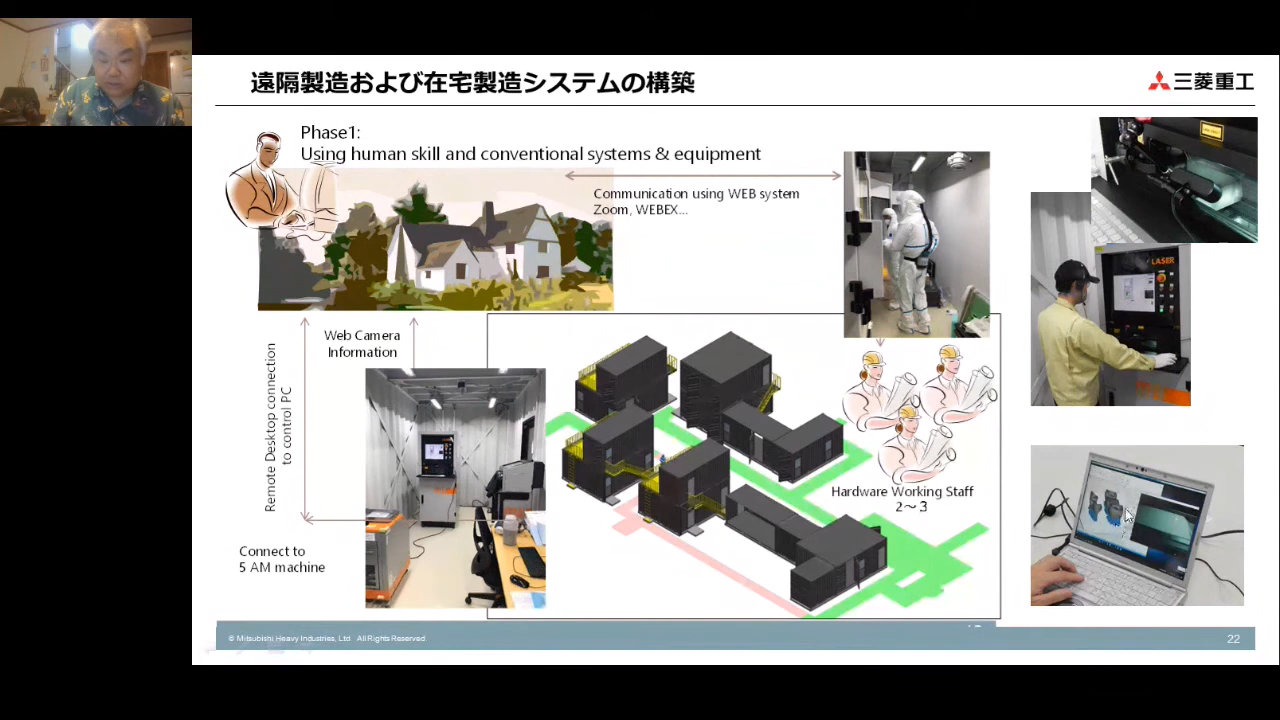 遠隔製造および在宅製造システムの構築
三菱重工
Phase1:
Using human skill and conventional systems & equipment
Communication using WEB system
Zoom, WEBEX...
Web Camera
Information
Remote Desktop connection
to control PC
LASER
Hardware Working Staff
2～3
Connect to
5 AM machine
© Mitsubishi Heavy Industries, Ltd. All Rights Reserved.
22